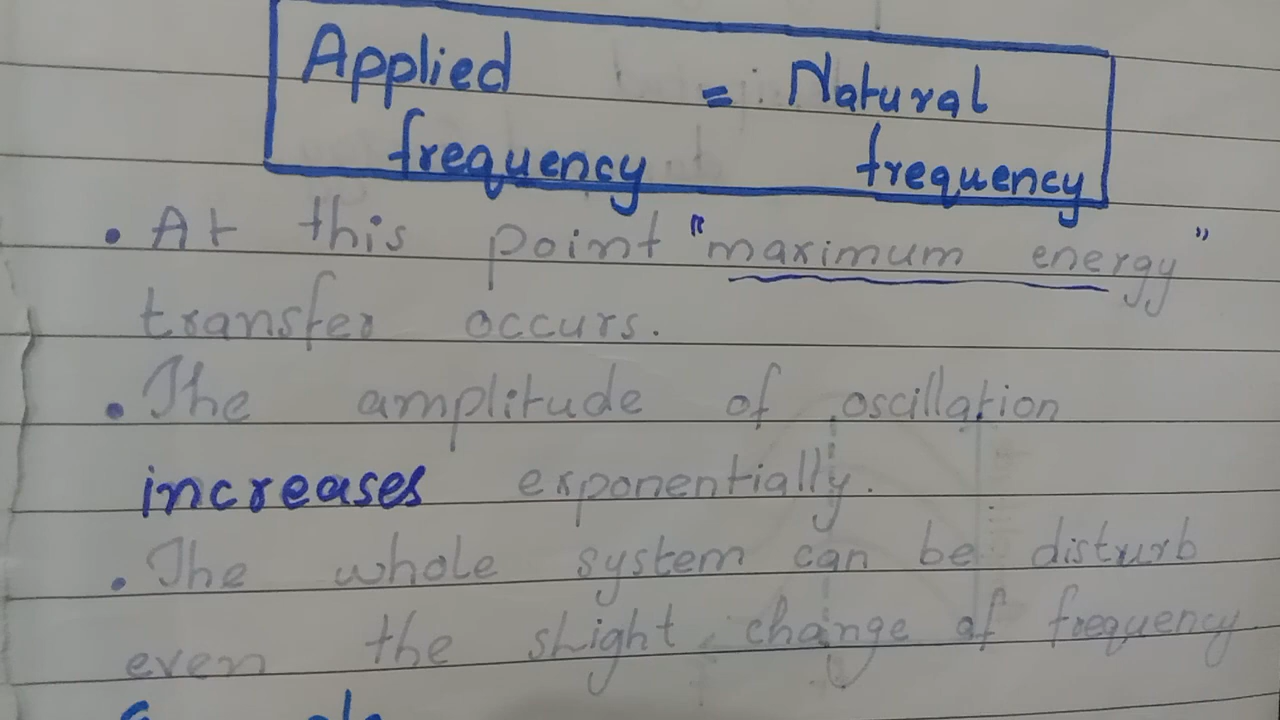 Applied = Natural
frequency frequency
• At this point "maximum energy"
transfer occurs.
• The amplitude of oscillation
increases exponentially.
• The whole system can be disturb
even the slight change of frequency